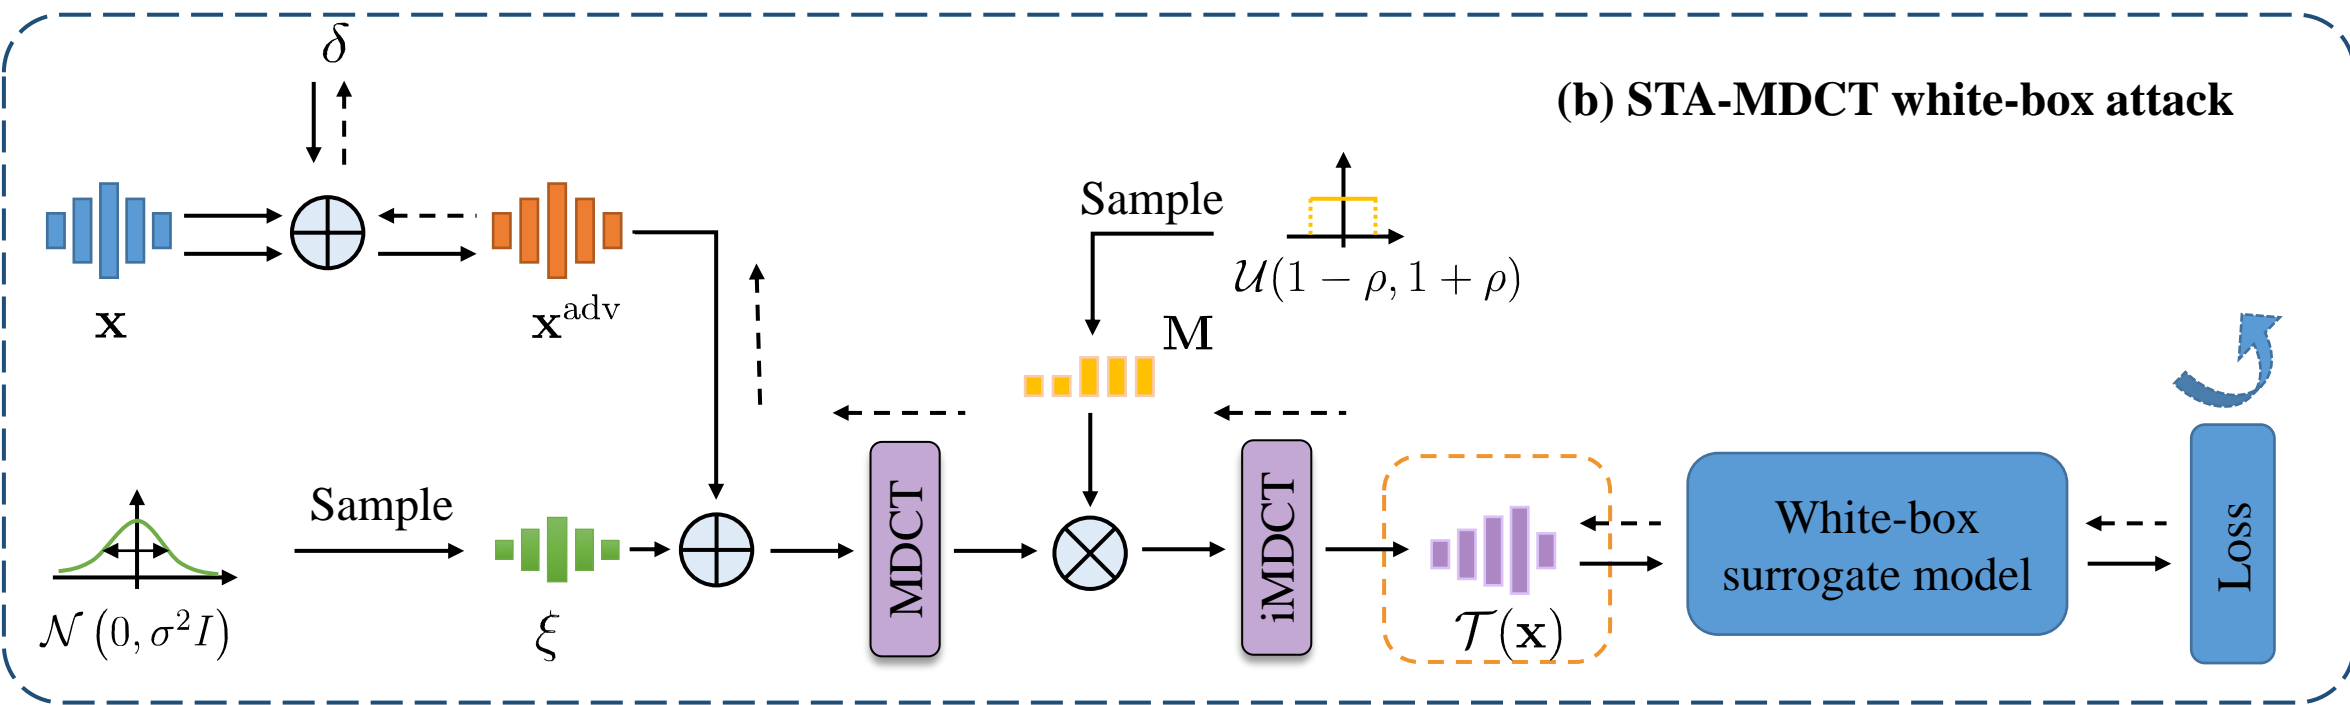 δ
(b) STA-MDCT white-box attack
Sample
𝒰(1 − ρ, 1 + ρ)
x
x^adv
M
Sample
𝒩 (0, σ²I)
ξ
MDCT
iMDCT
𝒯(x)
White-box
surrogate model
Loss